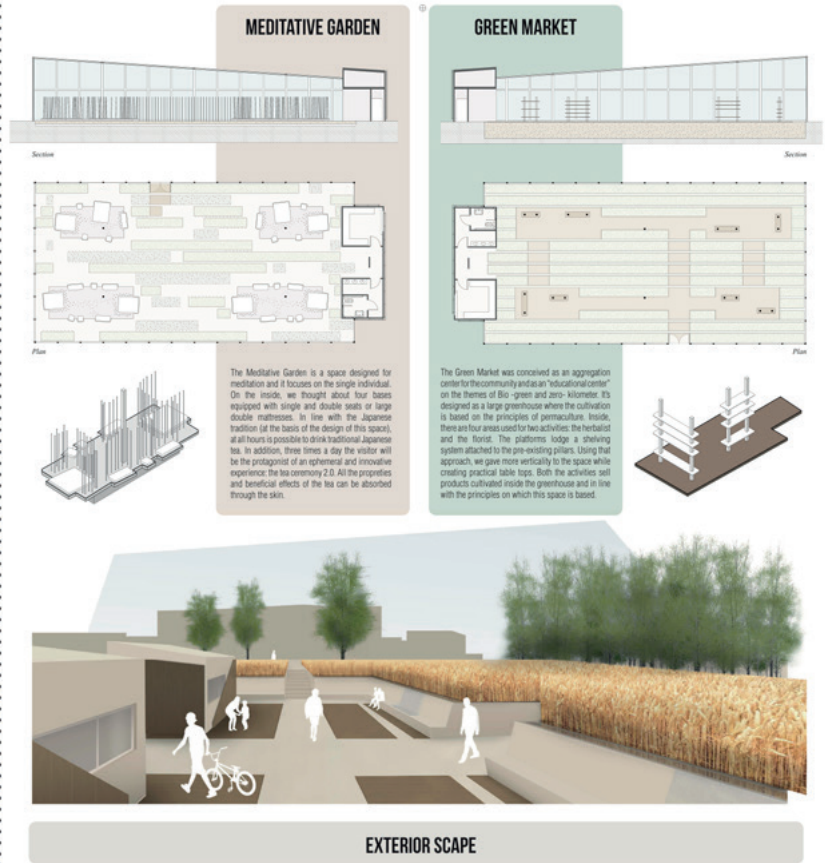 MEDITATIVE GARDEN
Section
Plan
The Meditative Garden is a space designed for
meditation and it focuses on the single individual.
On the inside, we thought about four bases
equipped with single and double seats or large
double mattresses. In line with the Japanese
tradition (at the basis of the design of this space),
at all hours is possible to drink traditional Japanese
tea. In addition, three times a day the visitor will
be the protagonist of an ephemeral and innovative
experience: the tea ceremony 2.0. All the propreties
and beneficial effects of the tea can be absorbed
through the skin.
GREEN MARKET
Section
Plan
The Green Market was conceived as an aggregation
center for the community and as an "educational center"
on the themes of Bio -green and zero- kilometer. It's
designed as a large greenhouse where the cultivation
is based on the principles of permaculture. Inside,
there are four areas used for two activities: the herbalist
and the florist. The platforms lodge a shelving
system attached to the pre-existing pillars. Using that
approach, we gave more verticality to the space while
creating practical table tops. Both the activities sell
products cultivated inside the greenhouse and in line
with the principles on which this space is based.
EXTERIOR SCAPE